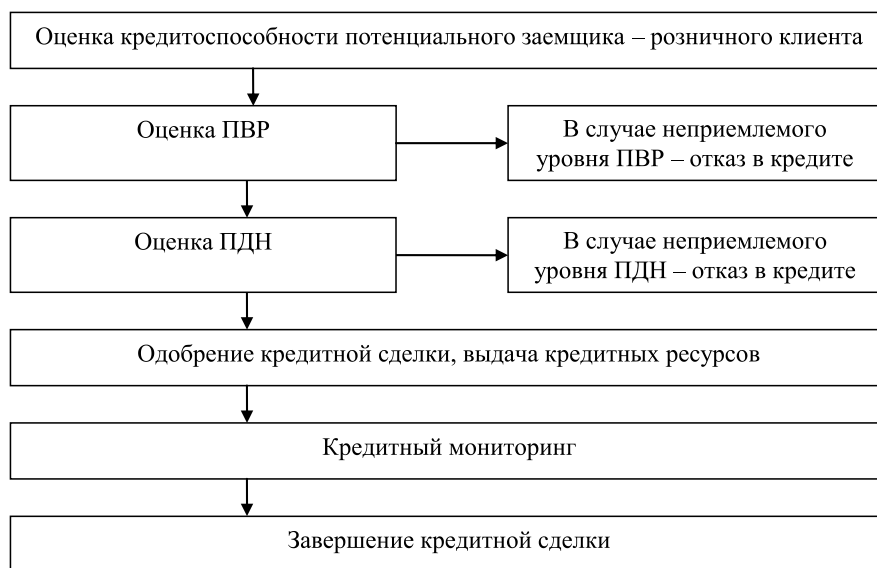 Оценка кредитоспособности потенциального заемщика – розничного клиента
Оценка ПВР
В случае неприемлемого
уровня ПВР – отказ в кредите
Оценка ПДН
В случае неприемлемого
уровня ПДН – отказ в кредите
Одобрение кредитной сделки, выдача кредитных ресурсов
Кредитный мониторинг
Завершение кредитной сделки